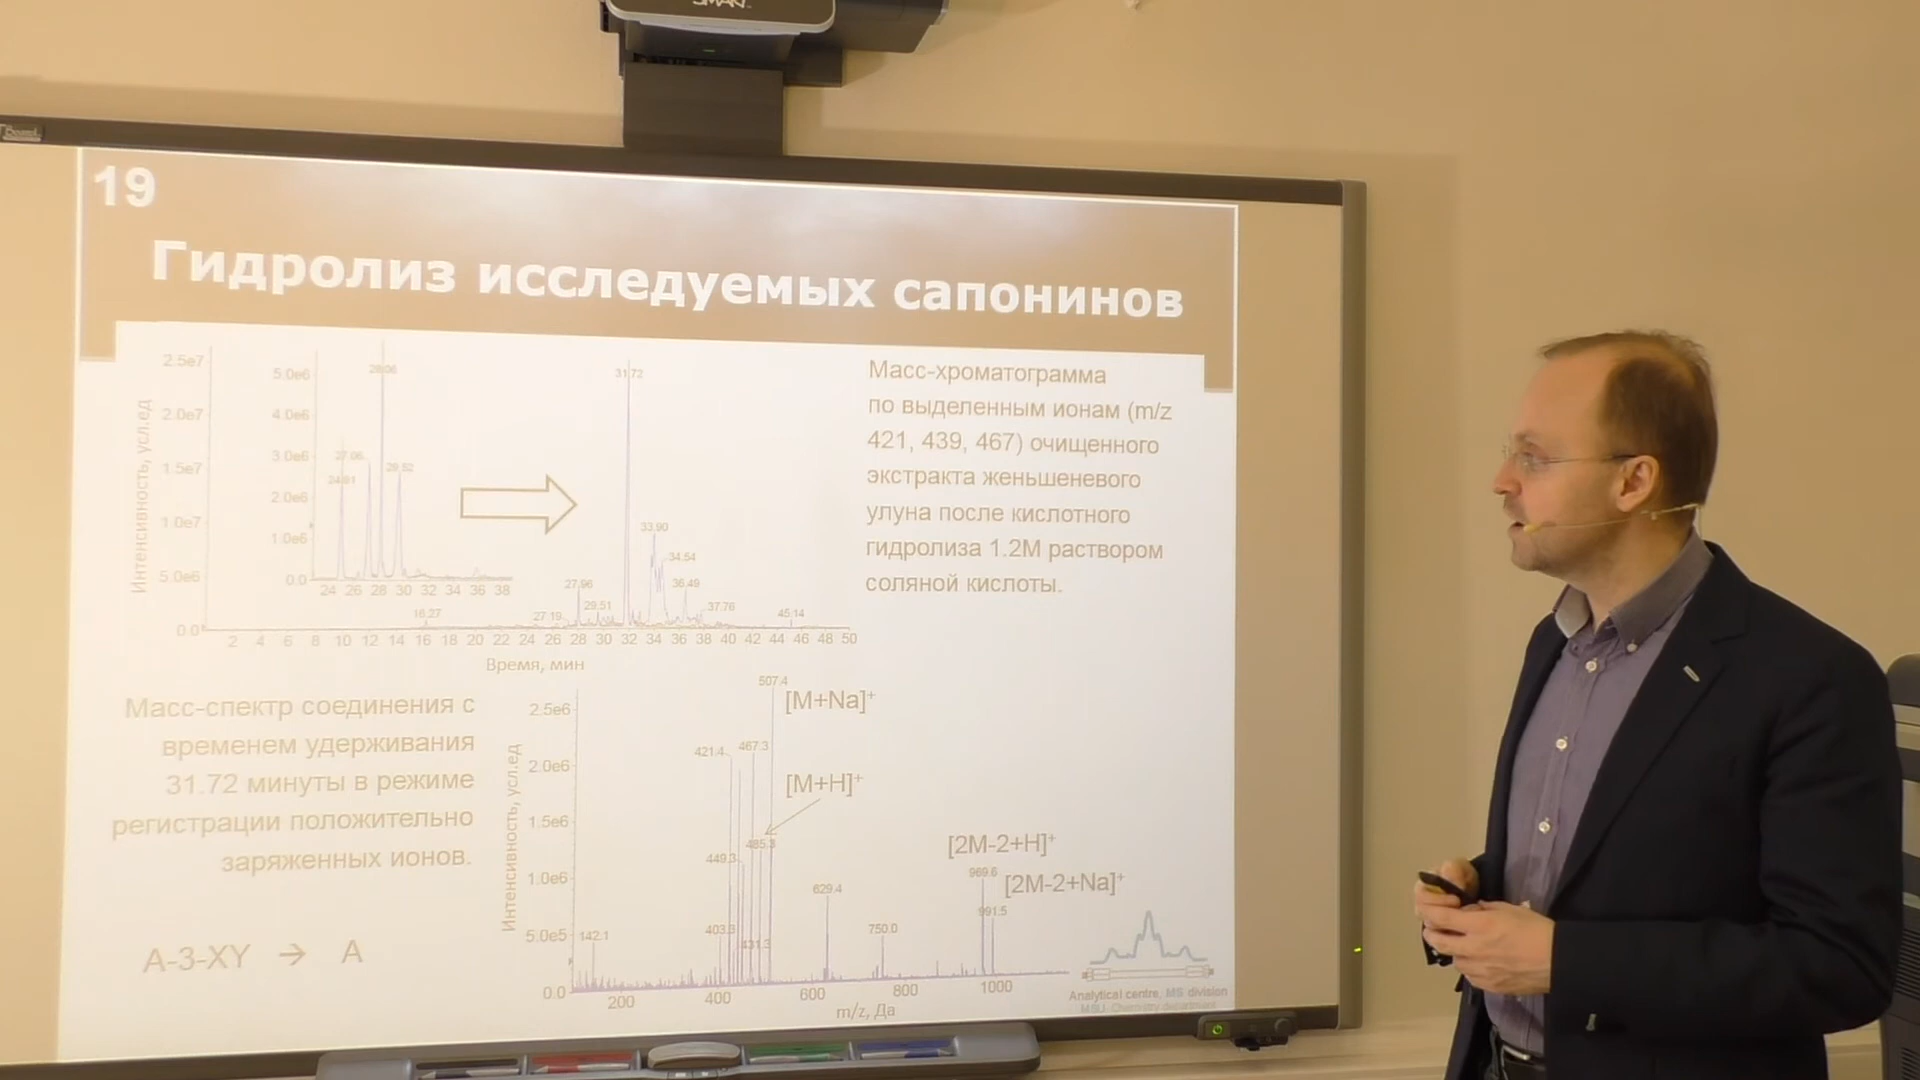 SMART
19
Гидролиз исследуемых сапонинов
2.5e7
2.0e7
1.5e7
1.0e7
5.0e6
0.0
Интенсивность, усл.ед
5.0e6
4.0e6
3.0e6
2.0e6
1.0e6
0.0
28.06
27.06
29.52
24.91
24 26 28 30 32 34 36 38
31.72
33.90
34.54
27.96
36.49
29.51
37.76
16.27
27.19
45.14
2 4 6 8 10 12 14 16 18 20 22 24 26 28 30 32 34 36 38 40 42 44 46 48 50
Время, мин
Масс-хроматограмма
по выделенным ионам (m/z
421, 439, 467) очищенного
экстракта женьшеневого
улуна после кислотного
гидролиза 1.2М раствором
соляной кислоты.
Масс-спектр соединения с
временем удерживания
31.72 минуты в режиме
регистрации положительно
заряженных ионов.
A-3-XY → A
2.5e6
2.0e6
1.5e6
1.0e6
5.0e5
0.0
Интенсивность, усл.ед
507.4
[M+Na]+
421.4
467.3
[M+H]+
485.3
449.3
[2M-2+H]+
969.6
[2M-2+Na]+
629.4
991.5
403.3
750.0
142.1
431.3
200 400 600 800 1000
m/z, Да
Analytical centre, MS division
MSU, Chemistry department